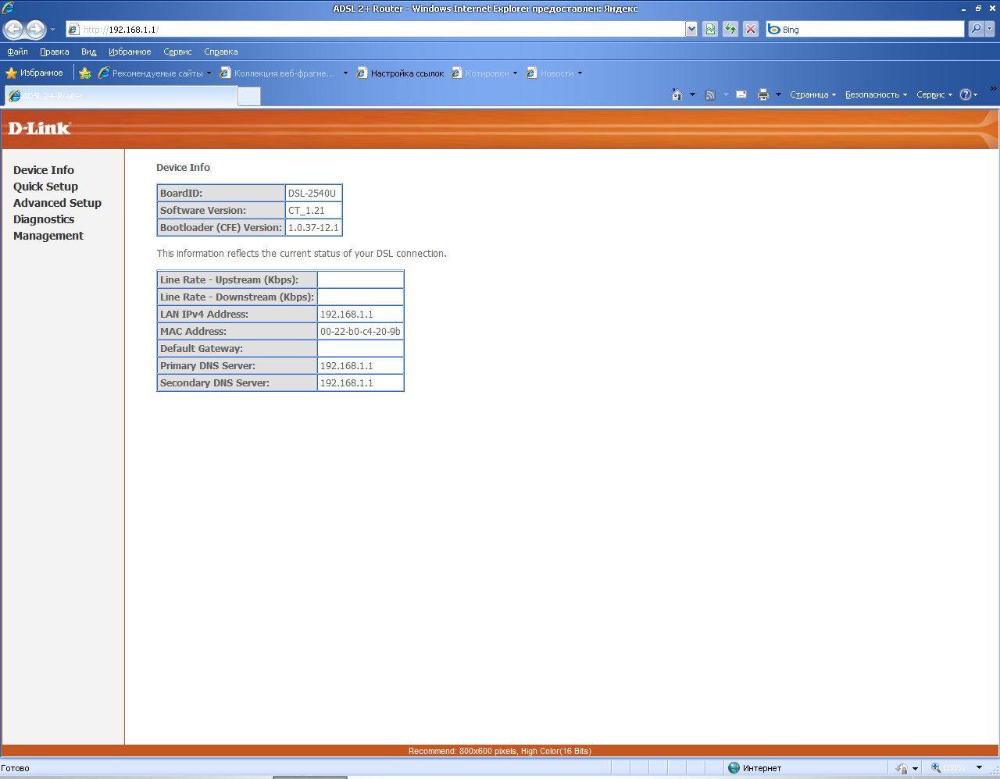 ADSL 2+ Router - Windows Internet Explorer предоставлен: Яндекс
http://192.168.1.1/
Bing
Файл Правка Вид Избранное Сервис Справка
Избранное Рекомендуемые сайты Коллекция веб-фрагме... Настройка ссылок Котировки Новости
ADSL 2+ Router
Страница Безопасность Сервис
D-Link
Device Info
Quick Setup
Advanced Setup
Diagnostics
Management
Device Info
BoardID: DSL-2540U
Software Version: CT_1.21
Bootloader (CFE) Version: 1.0.37-12.1
This information reflects the current status of your DSL connection.
Line Rate - Upstream (Kbps):
Line Rate - Downstream (Kbps):
LAN IPv4 Address: 192.168.1.1
MAC Address: 00-22-b0-c4-20-9b
Default Gateway:
Primary DNS Server: 192.168.1.1
Secondary DNS Server: 192.168.1.1
Recommend: 800x600 pixels, High Color(16 Bits)
Готово Интернет 100%